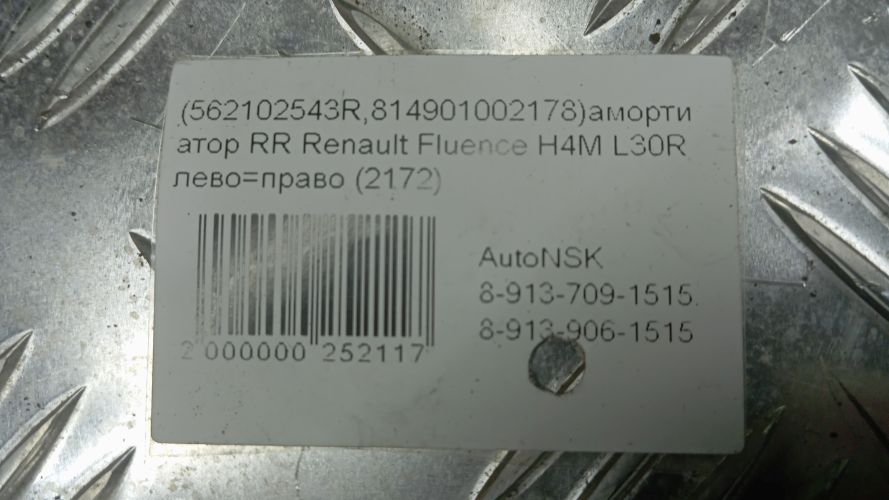 (562102543R,814901002178)аморти
атор RR Renault Fluence H4M L30R
лево=право (2172)
AutoNSK
8-913-709-1515.
8-913-906-1515
2 000000 252117